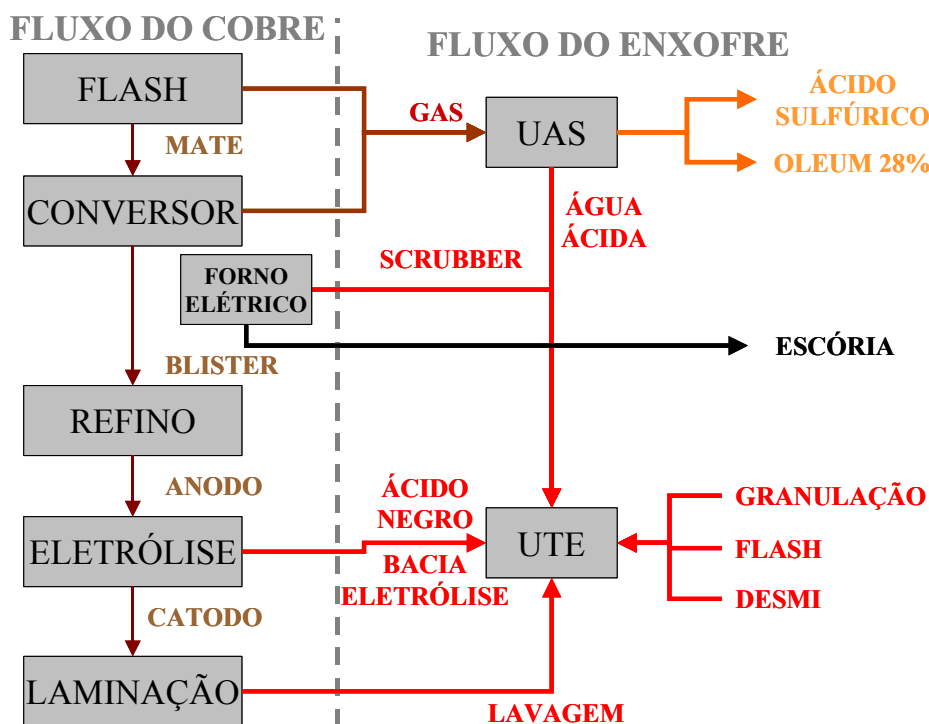 FLUXO DO COBRE
FLUXO DO ENXOFRE
FLASH
GAS
UAS
ÁCIDO
SULFÚRICO
OLEUM 28%
MATE
CONVERSOR
ÁGUA
ÁCIDA
SCRUBBER
FORNO
ELÉTRICO
ESCÓRIA
BLISTER
REFINO
ANODO
ÁCIDO
NEGRO
GRANULAÇÃO
ELETRÓLISE
UTE
FLASH
BACIA
ELETRÓLISE
DESMI
CATODO
LAMINAÇÃO
LAVAGEM